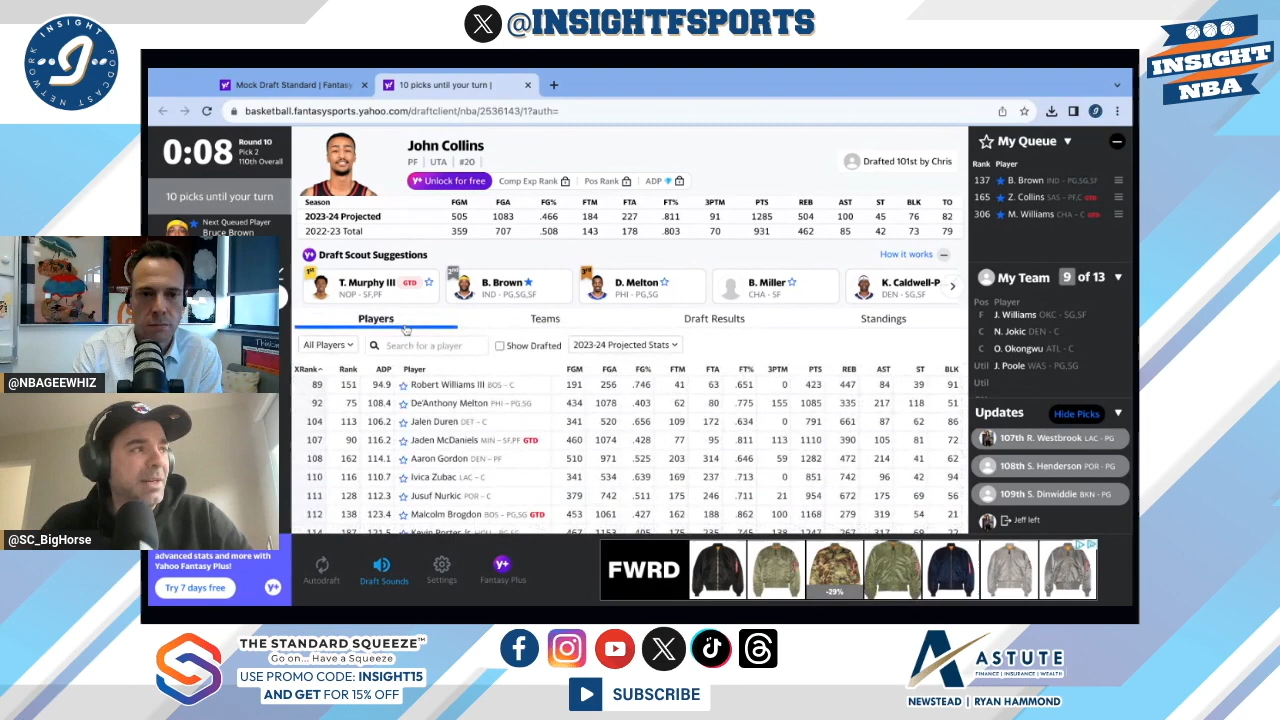 @INSIGHTFSPORTS
INSIGHT
PODCAST NETWORK
INSIGHT
NBA
Mock Draft Standard | Fantasy
10 picks until your turn |
basketball.fantasysports.yahoo.com/draftclient/nba/2536143/1?auth=
0:08
Round 10
Pick 2
110th Overall
10 picks until your turn
Next Queued Player
Bruce Brown
John Collins
PF | UTA | #20
Drafted 101st by Chris
Y+ Unlock for free
Comp Exp Rank
Pos Rank
ADP
Season FGM FGA FG% FTM FTA FT% 3PTM PTS REB AST ST BLK TO
2023-24 Projected 505 1083 .466 184 227 .811 91 1285 504 100 45 76 82
2022-23 Total 359 707 .508 143 178 .803 70 931 462 85 42 73 79
Y+ Draft Scout Suggestions
How it works
1st T. Murphy III GTD
NOP - SF,PF
2nd B. Brown
IND - PG,SG,SF
3rd D. Melton
PHI - PG,SG
B. Miller
CHA - SF
K. Caldwell-P
DEN - SG,SF
Players
Teams
Draft Results
Standings
All Players
Search for a player
Show Drafted
2023-24 Projected Stats
XRank Rank ADP Player FGM FGA FG% FTM FTA FT% 3PTM PTS REB AST ST BLK
89 151 94.9 Robert Williams III BOS - C 191 256 .746 41 63 .651 0 423 447 84 39 91
92 75 108.4 De'Anthony Melton PHI - PG,SG 434 1078 .403 62 80 .775 155 1085 335 217 118 51
104 113 106.2 Jalen Duren DET - C 341 520 .656 109 172 .634 0 791 661 87 62 86
107 90 116.2 Jaden McDaniels MIN - SF,PF GTD 460 1074 .428 77 95 .811 113 1110 390 105 81 72
108 162 114.1 Aaron Gordon DEN - PF 510 971 .525 203 314 .646 59 1282 472 214 41 62
110 116 110.7 Ivica Zubac LAC - C 341 534 .639 169 237 .713 0 851 742 96 42 94
111 128 112.3 Jusuf Nurkic POR - C 379 742 .511 175 246 .711 21 954 672 175 69 56
112 138 123.4 Malcolm Brogdon BOS - PG,SG GTD 453 1061 .427 162 188 .862 100 1168 279 319 54 21
My Queue
Rank Player
137 B. Brown IND - PG,SG,SF
165 Z. Collins SAS - PF,C GTD
306 M. Williams CHA - C GTD
My Team 9 of 13
Pos Player
F J. Williams OKC - SG,SF
C N. Jokic DEN - C
C O. Okongwu ATL - C
Util J. Poole WAS - PG,SG
Util
Updates
Hide Picks
107th R. Westbrook LAC - PG
108th S. Henderson POR - PG
109th S. Dinwiddie BKN - PG
Jeff left
@NBAGEEWHIZ
@SC_BigHorse
advanced stats and more with
Yahoo Fantasy Plus!
Try 7 days free
Y+
Autodraft
Draft Sounds
Settings
Fantasy Plus
FWRD
-29%
THE STANDARD SQUEEZE™
Go on... Have a Squeeze
USE PROMO CODE: INSIGHT15
AND GET FOR 15% OFF
SUBSCRIBE
ASTUTE
FINANCE | INSURANCE | WEALTH
NEWSTEAD | RYAN HAMMOND